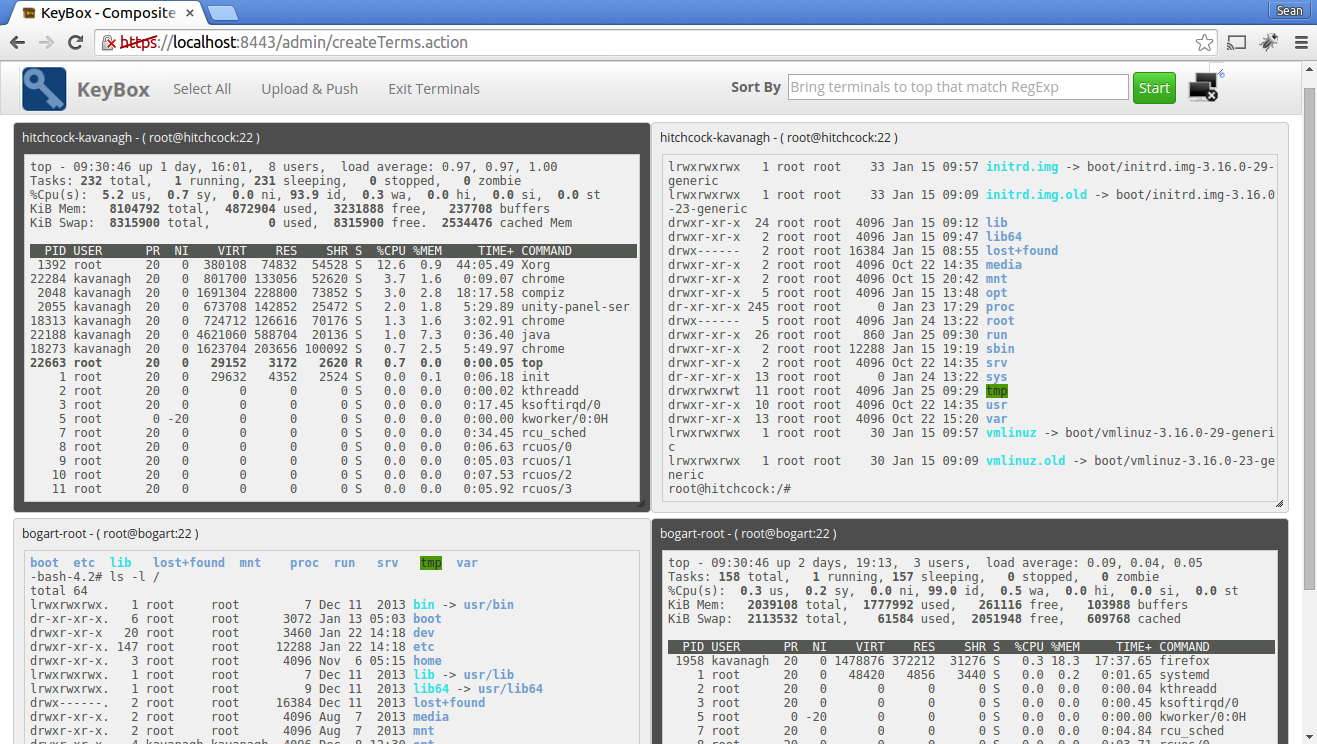 KeyBox - Composite
Sean
https://localhost:8443/admin/createTerms.action
KeyBox Select All Upload & Push Exit Terminals Sort By Bring terminals to top that match RegExp Start
hitchcock-kavanagh - ( root@hitchcock:22 )
top - 09:30:46 up 1 day, 16:01,  8 users,  load average: 0.97, 0.97, 1.00
Tasks: 232 total,   1 running, 231 sleeping,   0 stopped,   0 zombie
%Cpu(s):  5.2 us,  0.7 sy,  0.0 ni, 93.9 id,  0.3 wa,  0.0 hi,  0.0 si,  0.0 st
KiB Mem:   8104792 total,  4872904 used,  3231888 free,   237708 buffers
KiB Swap:  8315900 total,        0 used,  8315900 free.  2534476 cached Mem
PID USER      PR  NI    VIRT    RES    SHR S  %CPU %MEM     TIME+ COMMAND
1392 root      20   0  380108  74832  54528 S  12.6  0.9  44:05.49 Xorg
22284 kavanagh  20   0  801700 133056  52620 S   3.7  1.6   0:09.07 chrome
2048 kavanagh  20   0 1691304 228800  73852 S   3.0  2.8  18:17.58 compiz
2055 kavanagh  20   0  673708 142852  25472 S   2.0  1.8   5:29.89 unity-panel-ser
18313 kavanagh  20   0  724712 126616  70176 S   1.3  1.6   3:02.91 chrome
22188 kavanagh  20   0 4621060 588704  20136 S   1.0  7.3   0:36.40 java
18273 kavanagh  20   0 1623704 203656 100092 S   0.7  2.5   5:49.97 chrome
22663 root      20   0   29152   3172   2620 R   0.7  0.0   0:00.05 top
1 root      20   0   29632   4352   2524 S   0.0  0.1   0:06.18 init
2 root      20   0       0      0      0 S   0.0  0.0   0:00.02 kthreadd
3 root      20   0       0      0      0 S   0.0  0.0   0:17.45 ksoftirqd/0
5 root       0 -20       0      0      0 S   0.0  0.0   0:00.00 kworker/0:0H
7 root      20   0       0      0      0 S   0.0  0.0   0:34.45 rcu_sched
8 root      20   0       0      0      0 S   0.0  0.0   0:06.63 rcuos/0
9 root      20   0       0      0      0 S   0.0  0.0   0:05.03 rcuos/1
10 root      20   0       0      0      0 S   0.0  0.0   0:07.53 rcuos/2
11 root      20   0       0      0      0 S   0.0  0.0   0:05.92 rcuos/3
hitchcock-kavanagh - ( root@hitchcock:22 )
lrwxrwxrwx   1 root root    33 Jan 15 09:57 initrd.img -> boot/initrd.img-3.16.0-29-
generic
lrwxrwxrwx   1 root root    33 Jan 15 09:09 initrd.img.old -> boot/initrd.img-3.16.0
-23-generic
drwxr-xr-x  24 root root  4096 Jan 15 09:12 lib
drwxr-xr-x   2 root root  4096 Jan 15 09:47 lib64
drwx------   2 root root 16384 Jan 15 08:55 lost+found
drwxr-xr-x   2 root root  4096 Oct 22 14:35 media
drwxr-xr-x   2 root root  4096 Oct 15 20:42 mnt
drwxr-xr-x   5 root root  4096 Jan 15 13:48 opt
dr-xr-xr-x 245 root root     0 Jan 23 17:29 proc
drwx------   5 root root  4096 Jan 24 13:22 root
drwxr-xr-x  26 root root   860 Jan 25 09:30 run
drwxr-xr-x   2 root root 12288 Jan 15 19:19 sbin
drwxr-xr-x   2 root root  4096 Oct 22 14:35 srv
dr-xr-xr-x  13 root root     0 Jan 24 13:22 sys
drwxrwxrwt  11 root root  4096 Jan 25 09:29 tmp
drwxr-xr-x  10 root root  4096 Oct 22 14:35 usr
drwxr-xr-x  13 root root  4096 Oct 22 15:20 var
lrwxrwxrwx   1 root root    30 Jan 15 09:57 vmlinuz -> boot/vmlinuz-3.16.0-29-generi
c
lrwxrwxrwx   1 root root    30 Jan 15 09:09 vmlinuz.old -> boot/vmlinuz-3.16.0-23-ge
neric
root@hitchcock:/#
bogart-root - ( root@bogart:22 )
boot  etc  lib   lost+found  mnt    proc  run   srv   tmp  var
-bash-4.2# ls -l /
total 64
lrwxrwxrwx.   1 root     root         7 Dec 11  2013 bin -> usr/bin
dr-xr-xr-x.   6 root     root      3072 Jan 13 05:03 boot
drwxr-xr-x   20 root     root      3460 Jan 22 14:18 dev
drwxr-xr-x. 147 root     root     12288 Jan 22 14:18 etc
drwxr-xr-x.   3 root     root      4096 Nov  6 05:15 home
lrwxrwxrwx.   1 root     root         7 Dec 11  2013 lib -> usr/lib
lrwxrwxrwx.   1 root     root         9 Dec 11  2013 lib64 -> usr/lib64
drwx------.   2 root     root     16384 Dec 11  2013 lost+found
drwxr-xr-x.   2 root     root      4096 Aug  7  2013 media
drwxr-xr-x.   2 root     root      4096 Aug  7  2013 mnt
bogart-root - ( root@bogart:22 )
top - 09:30:46 up 2 days, 19:13,  3 users,  load average: 0.09, 0.04, 0.05
Tasks: 158 total,   1 running, 157 sleeping,   0 stopped,   0 zombie
%Cpu(s):  0.3 us,  0.2 sy,  0.0 ni, 99.0 id,  0.5 wa,  0.0 hi,  0.0 si,  0.0 st
KiB Mem:   2039108 total,  1777992 used,   261116 free,   103988 buffers
KiB Swap:  2113532 total,    61584 used,  2051948 free,   609768 cached
PID USER      PR  NI    VIRT    RES    SHR S  %CPU %MEM     TIME+ COMMAND
1958 kavanagh  20   0 1478876 372212  31276 S   0.3 18.3  17:37.65 firefox
1 root      20   0   48420   4856   3440 S   0.0  0.2   0:01.65 systemd
2 root      20   0       0      0      0 S   0.0  0.0   0:00.04 kthreadd
3 root      20   0       0      0      0 S   0.0  0.0   0:00.45 ksoftirqd/0
5 root       0 -20       0      0      0 S   0.0  0.0   0:00.00 kworker/0:0H
7 root      20   0       0      0      0 S   0.0  0.0   0:04.84 rcu_sched